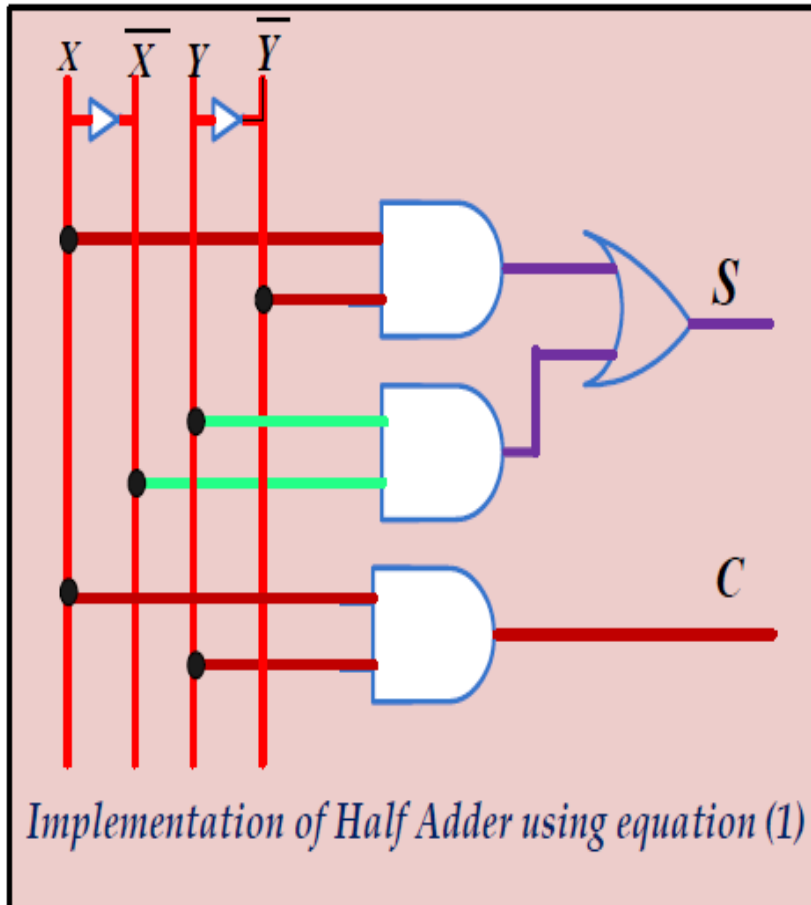 X X̅ Y Y̅
S
C
Implementation of Half Adder using equation (1)